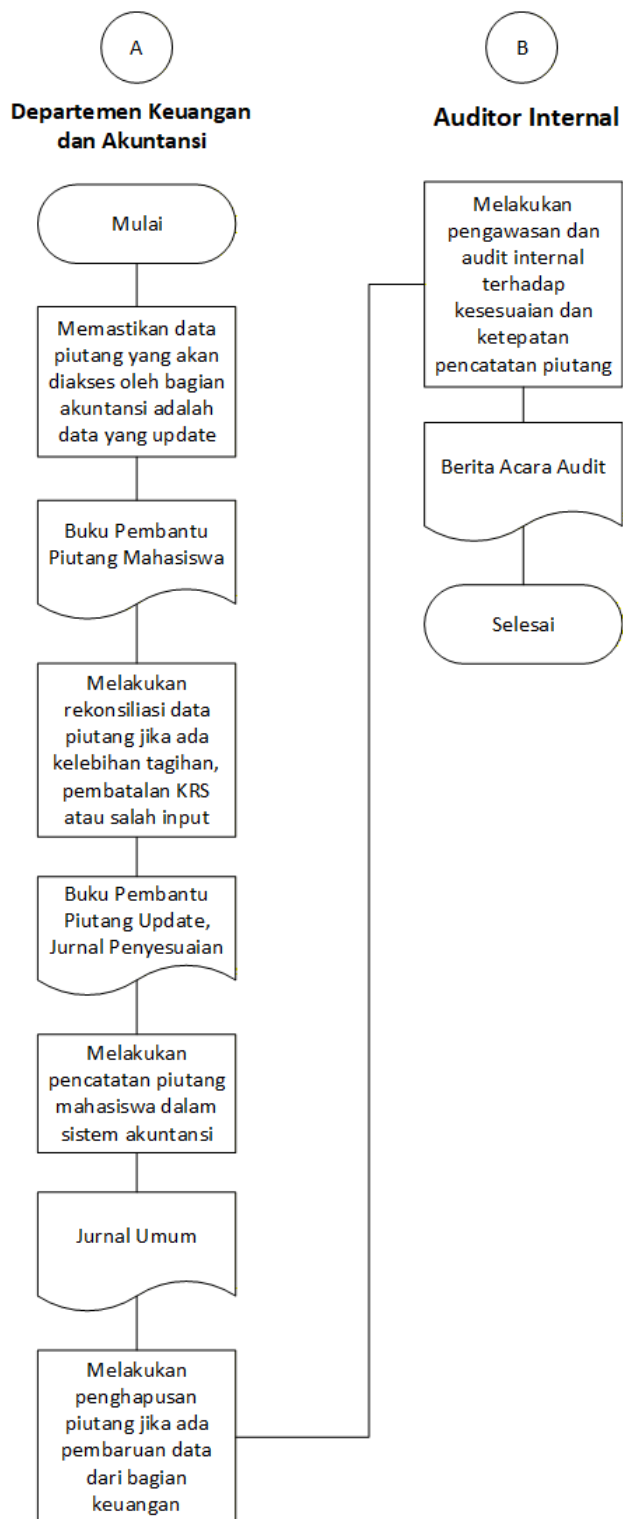 A
Departemen Keuangan
dan Akuntansi
Mulai
Memastikan data
piutang yang akan
diakses oleh bagian
akuntansi adalah
data yang update
Buku Pembantu
Piutang Mahasiswa
Melakukan
rekonsiliasi data
piutang jika ada
kelebihan tagihan,
pembatalan KRS
atau salah input
Buku Pembantu
Piutang Update,
Jurnal Penyesuaian
Melakukan
pencatatan piutang
mahasiswa dalam
sistem akuntansi
Jurnal Umum
Melakukan
penghapusan
piutang jika ada
pembaruan data
dari bagian
keuangan
B
Auditor Internal
Melakukan
pengawasan dan
audit internal
terhadap
kesesuaian dan
ketepatan
pencatatan piutang
Berita Acara Audit
Selesai